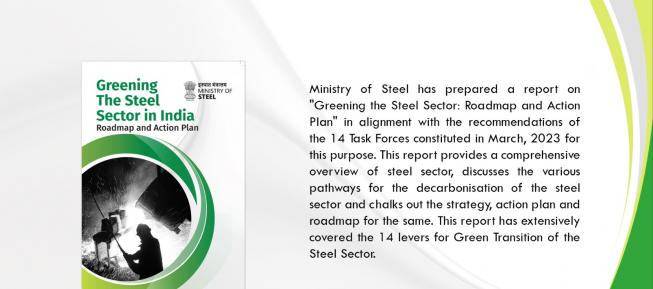 Greening
The Steel
Sector in India
Roadmap and Action Plan
इस्पात मंत्रालय
MINISTRY OF
STEEL
Ministry of Steel has prepared a report on
"Greening the Steel Sector: Roadmap and Action
Plan" in alignment with the recommendations of
the 14 Task Forces constituted in March, 2023 for
this purpose. This report provides a comprehensive
overview of steel sector, discusses the various
pathways for the decarbonisation of the steel
sector and chalks out the strategy, action plan and
roadmap for the same. This report has extensively
covered the 14 levers for Green Transition of the
Steel Sector.